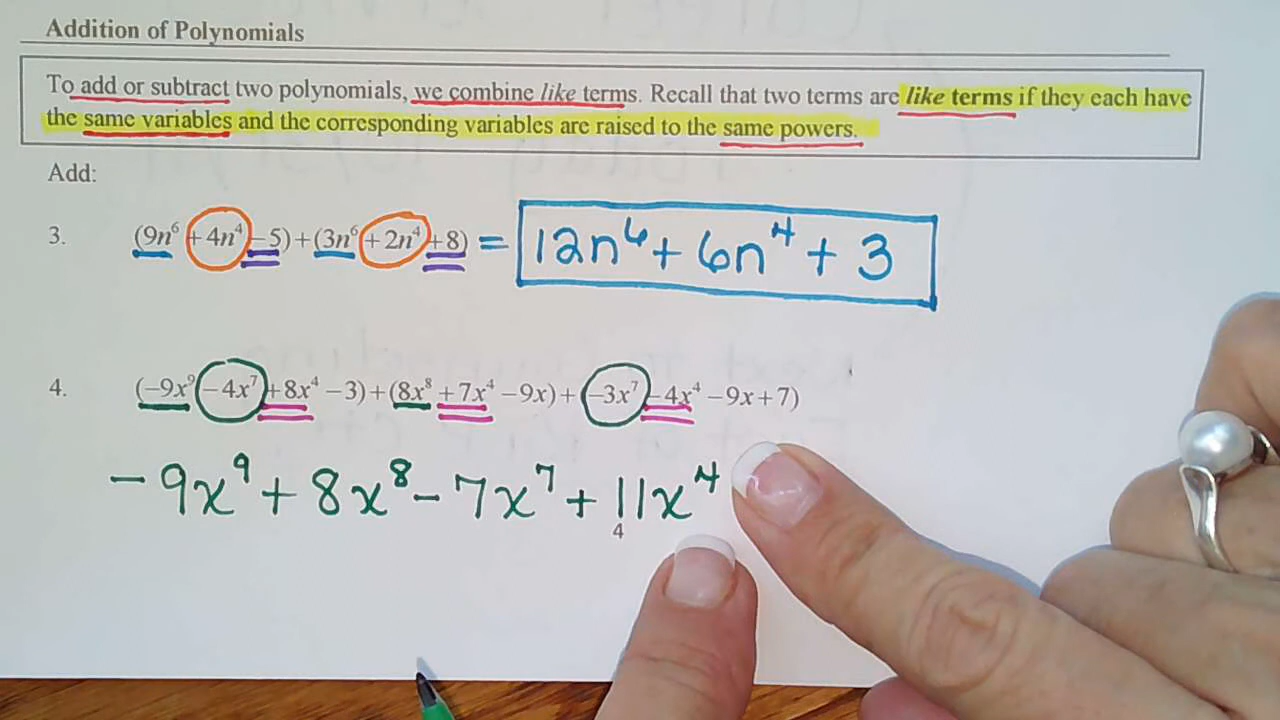 Addition of Polynomials
To add or subtract two polynomials, we combine like terms. Recall that two terms are like terms if they each have
the same variables and the corresponding variables are raised to the same powers.
Add:
3. (9n⁶ + 4n⁴ − 5) + (3n⁶ + 2n⁴ + 8) = 12n⁶ + 6n⁴ + 3
4. (−9x⁹ − 4x⁷ + 8x⁴ − 3) + (8x⁸ + 7x⁴ − 9x) + (−3x⁷ − 4x⁴ − 9x + 7)
−9x⁹ + 8x⁸ − 7x⁷ + 11x⁴
4